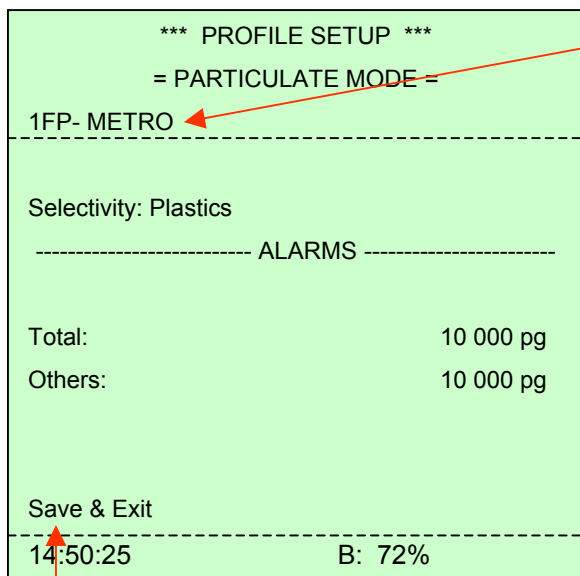 *** PROFILE SETUP ***
= PARTICULATE MODE =
1FP- METRO
Selectivity: Plastics
--------------------------- ALARMS ------------------------
Total: 10 000 pg
Others: 10 000 pg
Save & Exit
14:50:25 B: 72%